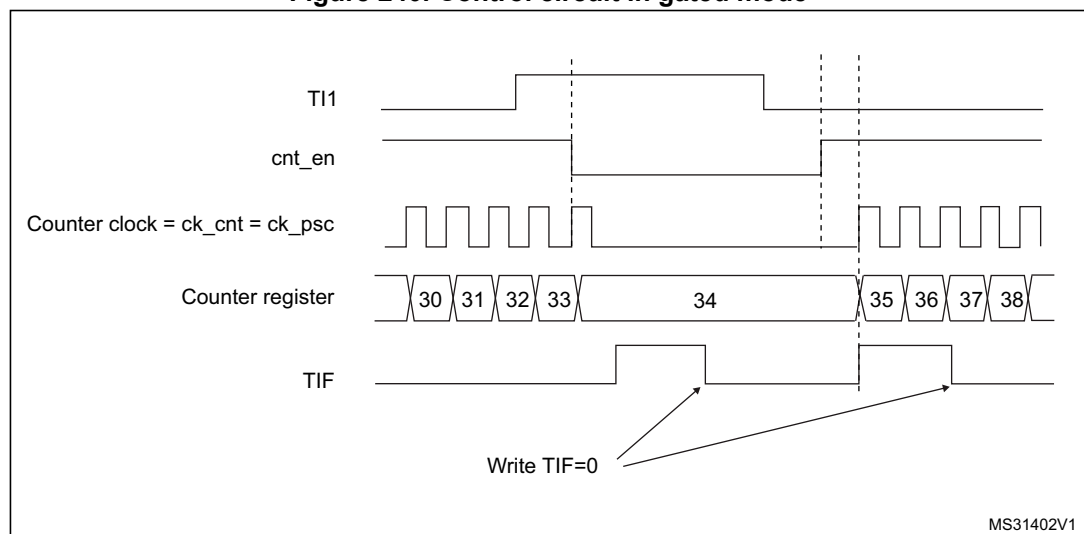 Figure Control circuit in gated mode
TI1
cnt_en
Counter clock = ck_cnt = ck_psc
Counter register
30 31 32 33 34 35 36 37 38
TIF
Write TIF=0
MS31402V1